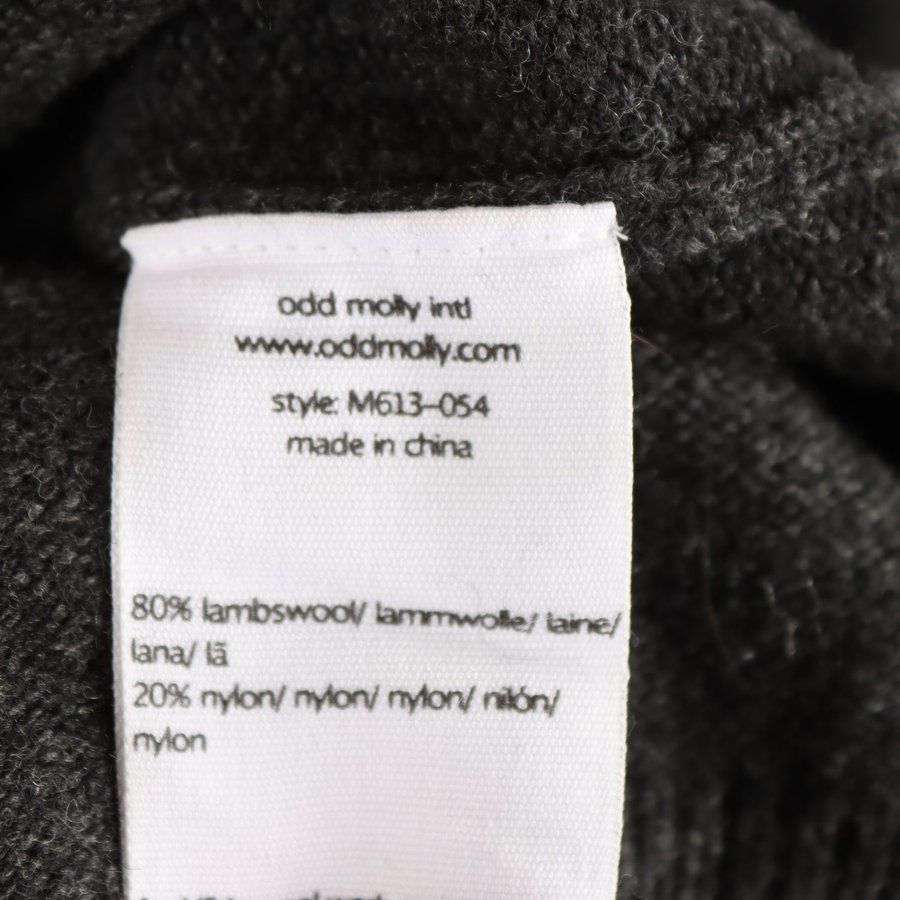 odd molly intl
www.oddmolly.com
style: M613-054
made in china
80% lambswool/ lammwolle/ laine/
lana/ lã
20% nylon/ nylon/ nylon/ nilón/
nylon